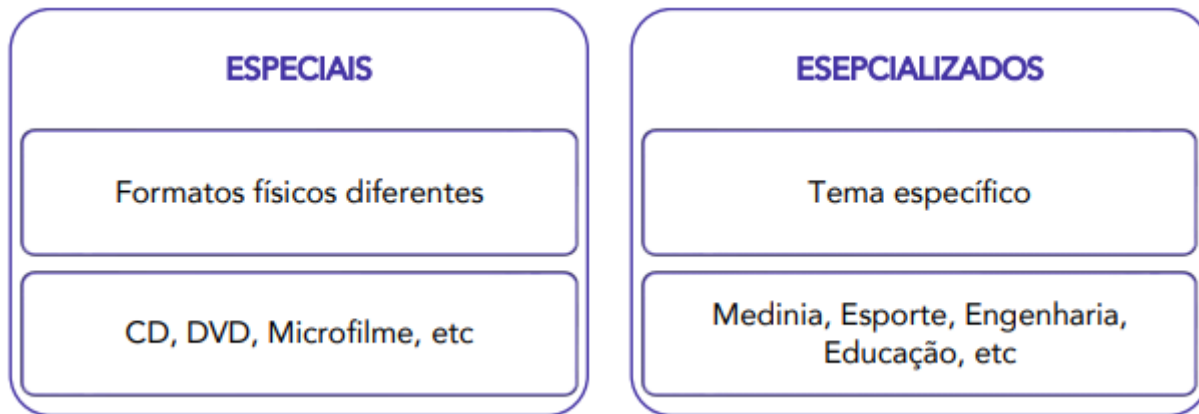 ESPECIAIS
Formatos físicos diferentes
CD, DVD, Microfilme, etc
ESEPCIALIZADOS
Tema específico
Medinia, Esporte, Engenharia,
Educação, etc